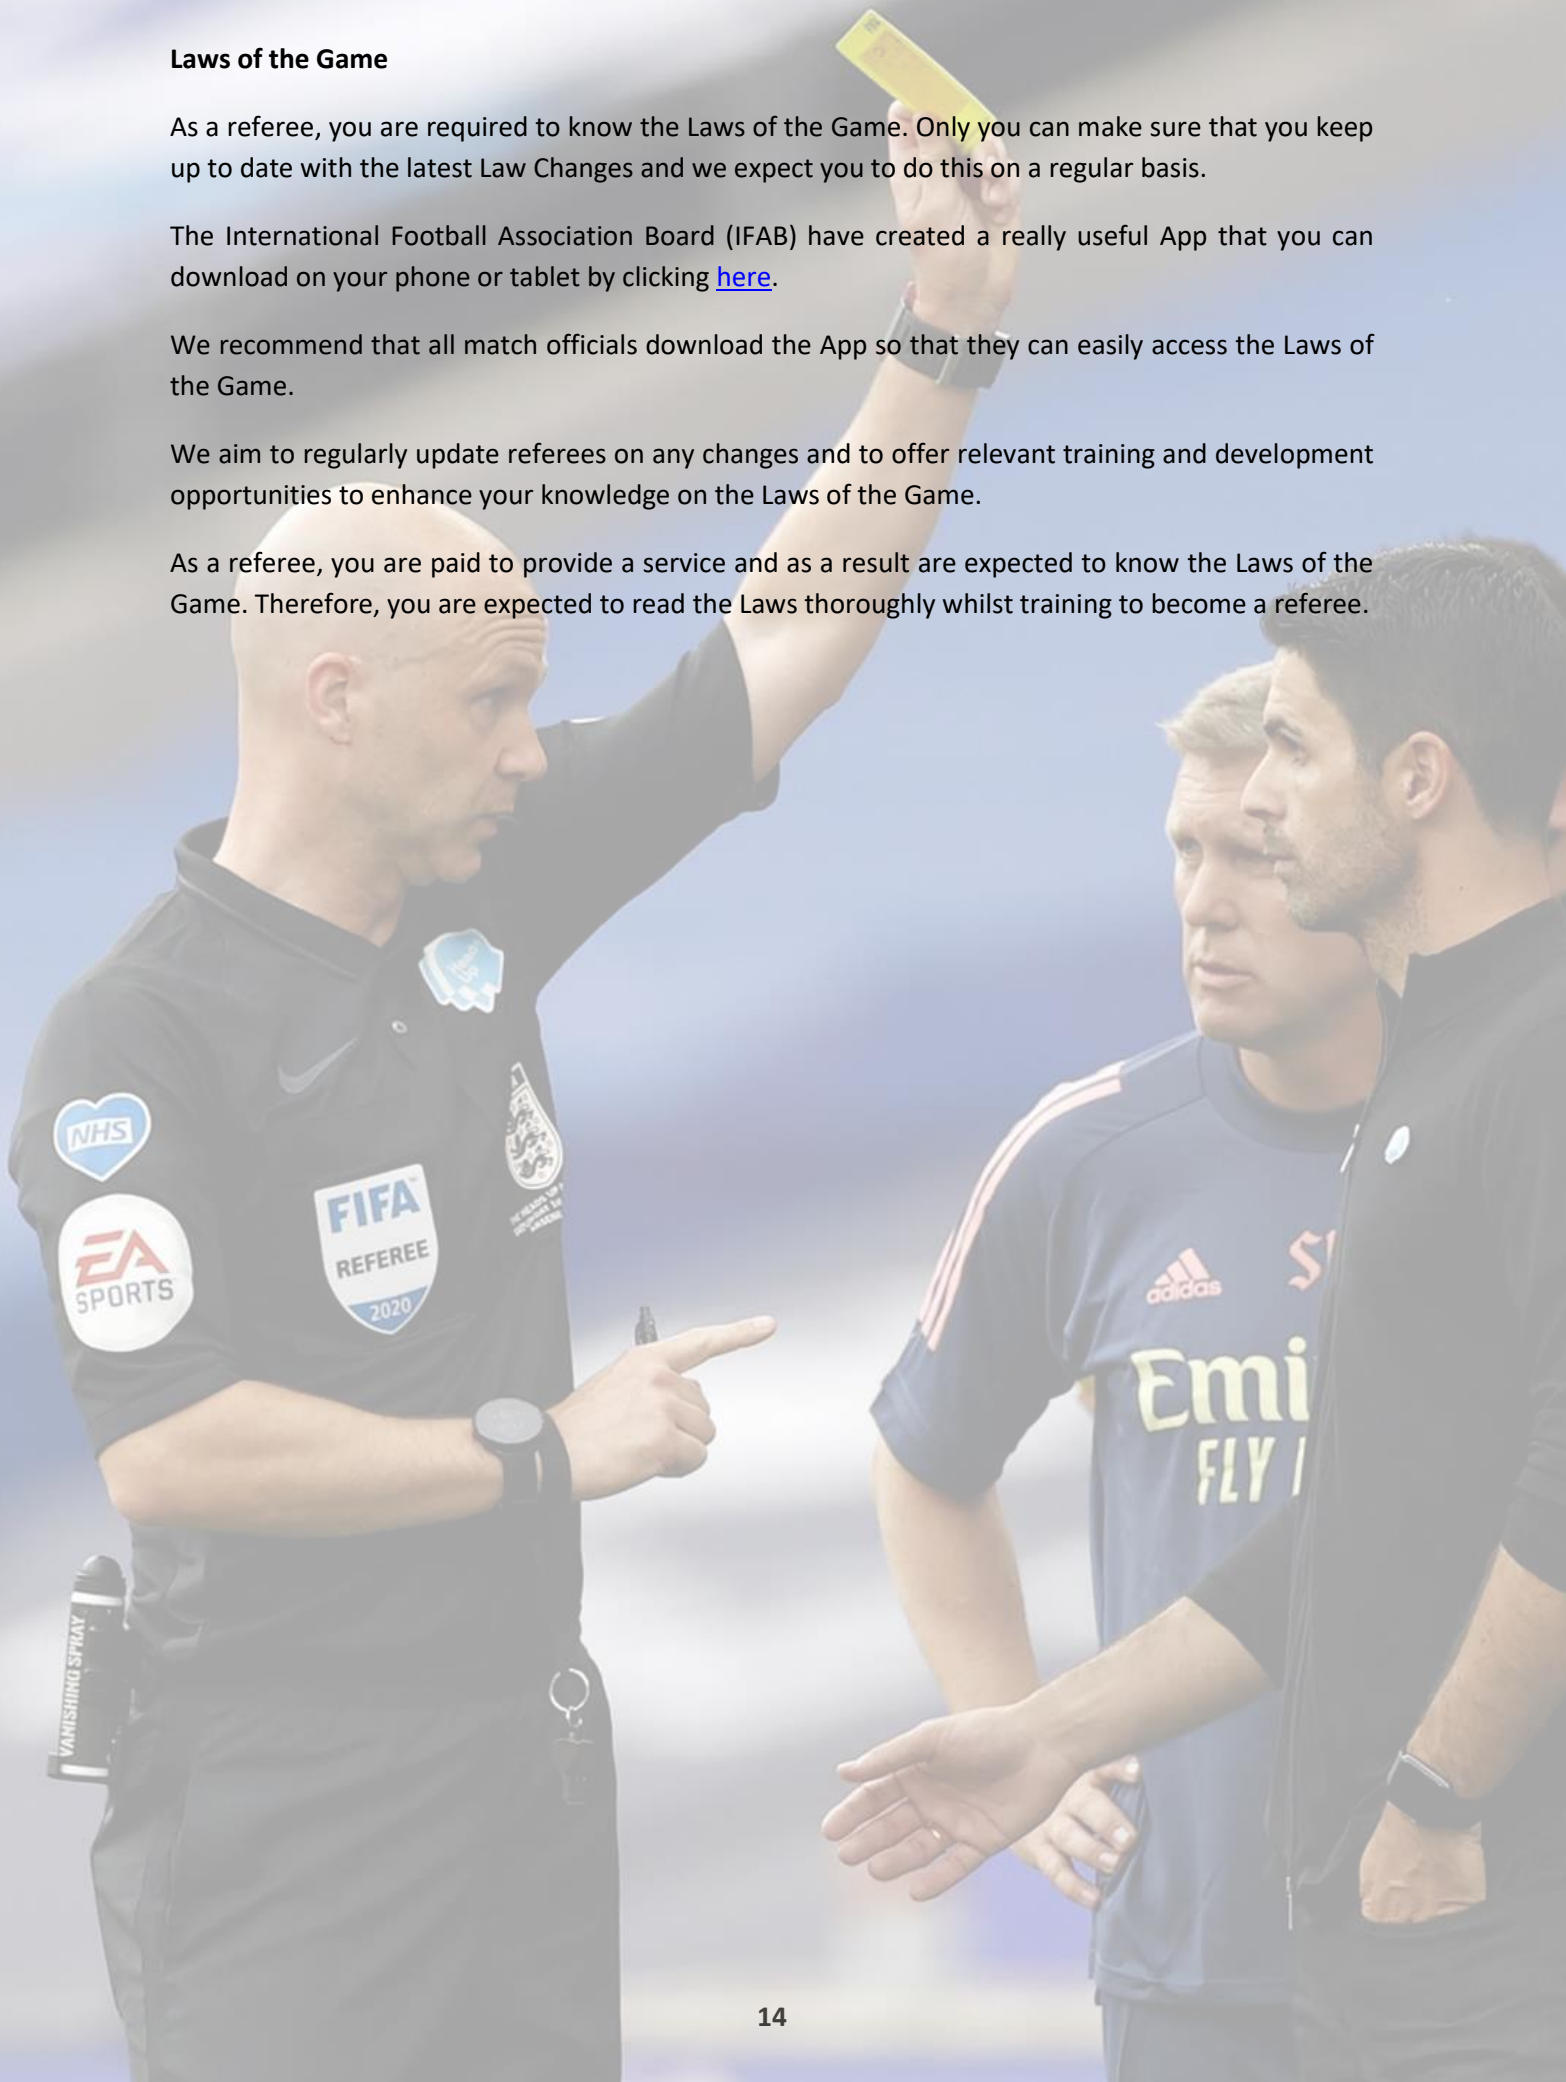 Laws of the Game
As a referee, you are required to know the Laws of the Game. Only you can make sure that you keep
up to date with the latest Law Changes and we expect you to do this on a regular basis.
The International Football Association Board (IFAB) have created a really useful App that you can
download on your phone or tablet by clicking here.
We recommend that all match officials download the App so that they can easily access the Laws of
the Game.
We aim to regularly update referees on any changes and to offer relevant training and development
opportunities to enhance your knowledge on the Laws of the Game.
As a referee, you are paid to provide a service and as a result are expected to know the Laws of the
Game. Therefore, you are expected to read the Laws thoroughly whilst training to become a referee.
Heads
Up
NHS
FIFA
REFEREE
2020
EA
SPORTS
adidas
Emi
FLY
VANISHING SPRAY
14